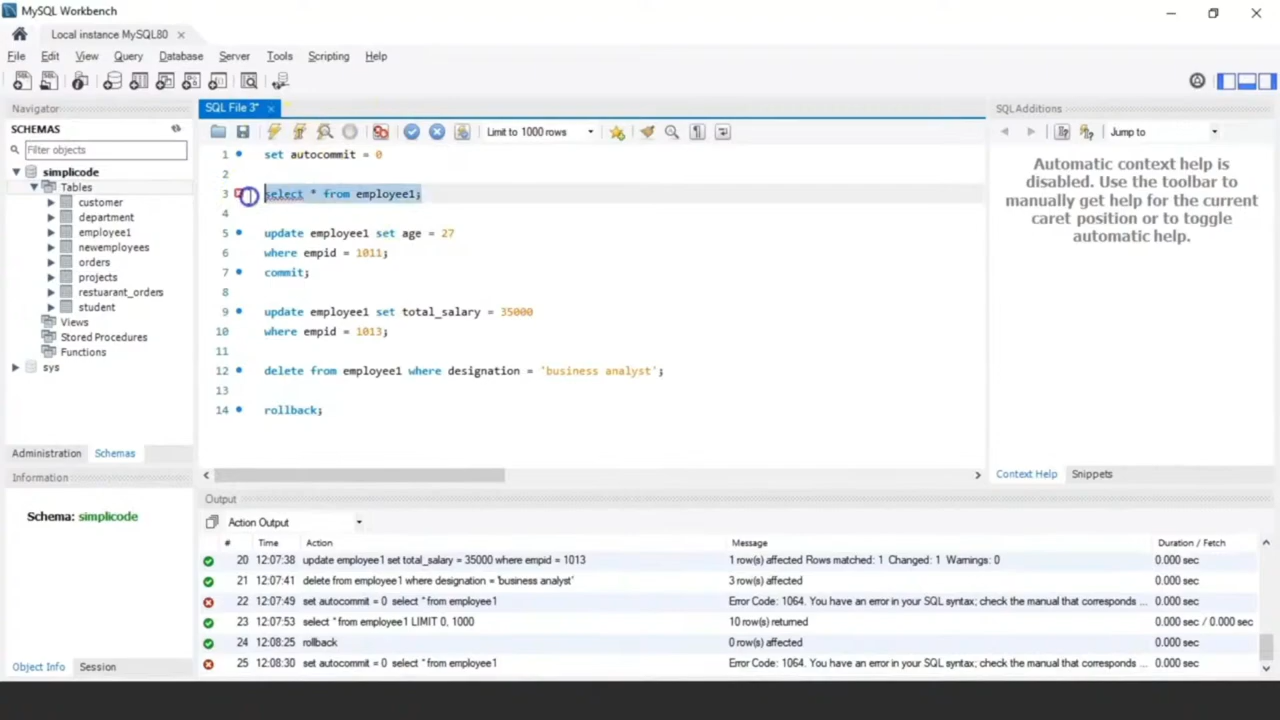 MySQL Workbench
Local instance MySQL80
File Edit View Query Database Server Tools Scripting Help
Navigator
SCHEMAS
Filter objects
simplicode
Tables
customer
department
employee1
newemployees
orders
projects
restuarant_orders
student
Views
Stored Procedures
Functions
sys
Administration Schemas
Information
Schema: simplicode
Object Info Session
SQL File 3*
Limit to 1000 rows
1 set autocommit = 0
2
3 select * from employee1;
4
5 update employee1 set age = 27
6 where empid = 1011;
7 commit;
8
9 update employee1 set total_salary = 35000
10 where empid = 1013;
11
12 delete from employee1 where designation = 'business analyst';
13
14 rollback;
SQL Additions
Jump to
Automatic context help is
disabled. Use the toolbar to
manually get help for the current
caret position or to toggle
automatic help.
Context Help Snippets
Output
Action Output
# Time Action Message Duration / Fetch
20 12:07:38 update employee1 set total_salary = 35000 where empid = 1013 1 row(s) affected Rows matched: 1 Changed: 1 Warnings: 0 0.000 sec
21 12:07:41 delete from employee1 where designation = 'business analyst' 3 row(s) affected 0.000 sec
22 12:07:49 set autocommit = 0 select * from employee1 Error Code: 1064. You have an error in your SQL syntax; check the manual that corresponds ... 0.000 sec
23 12:07:53 select * from employee1 LIMIT 0, 1000 10 row(s) returned 0.000 sec / 0.000 sec
24 12:08:25 rollback 0 row(s) affected 0.000 sec
25 12:08:30 set autocommit = 0 select * from employee1 Error Code: 1064. You have an error in your SQL syntax; check the manual that corresponds ... 0.000 sec